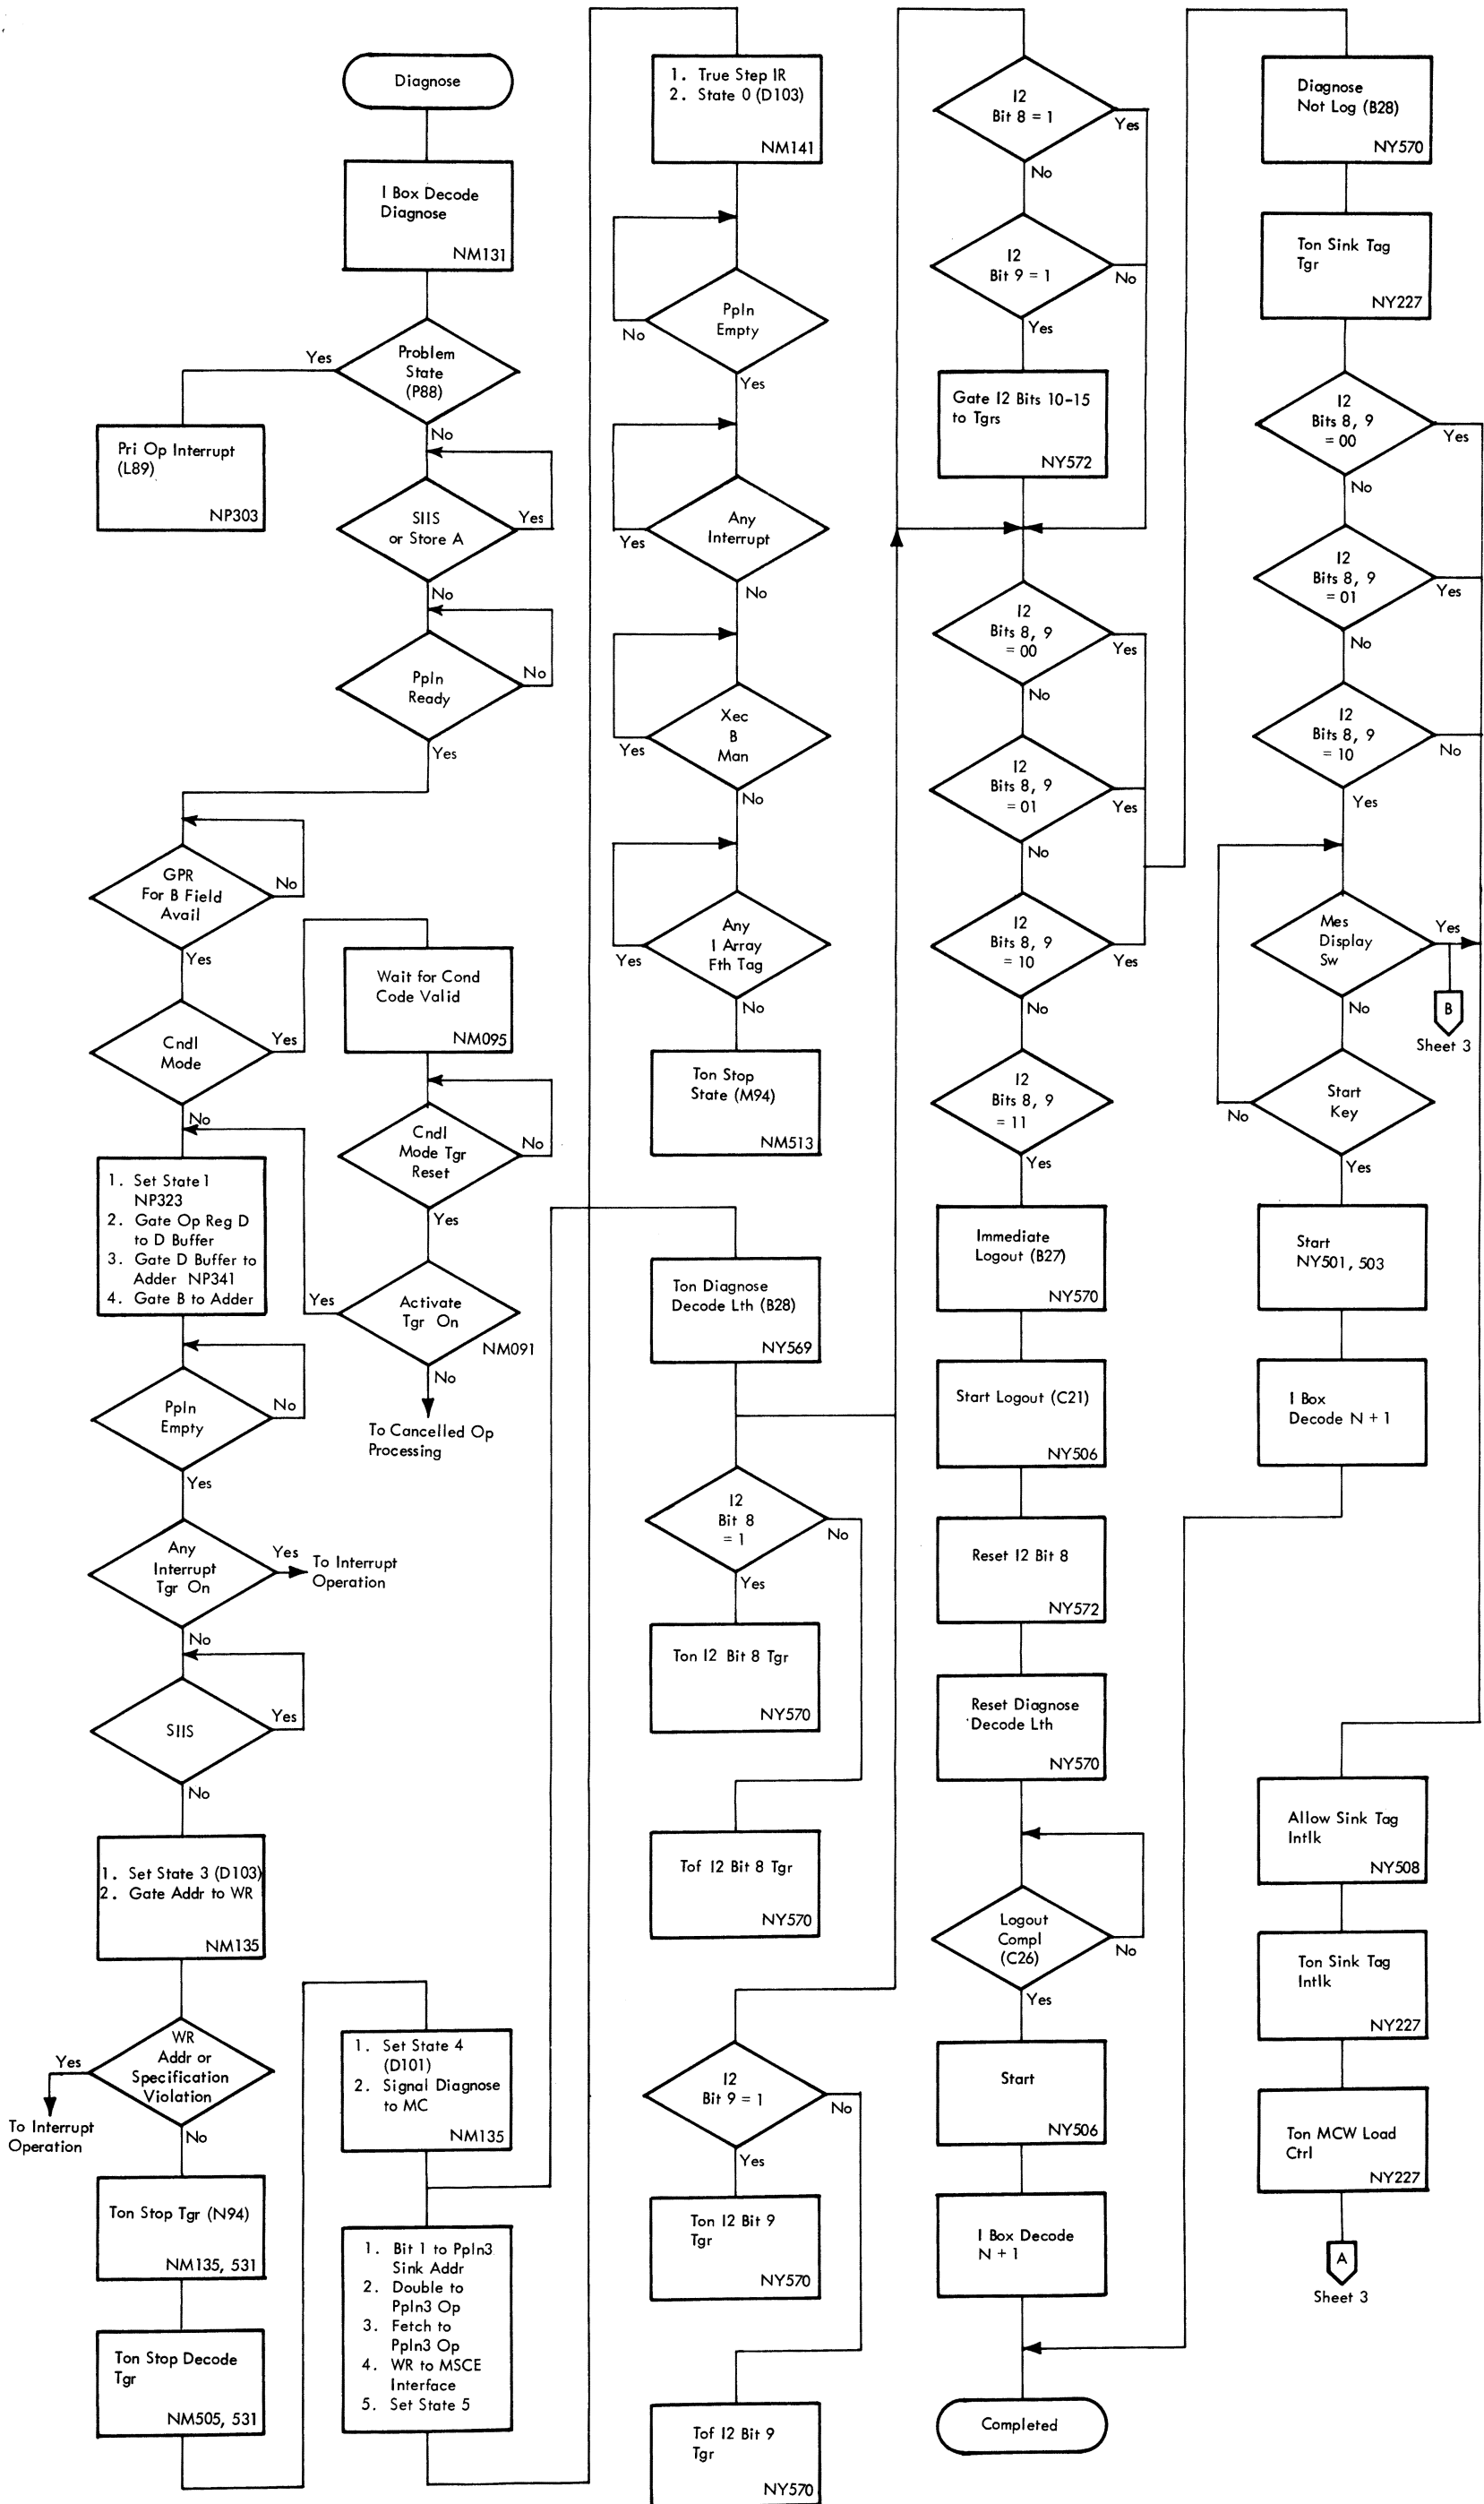 Diagnose
I Box Decode
Diagnose
NM131
Yes
Problem
State
(P88)
No
Pri Op Interrupt
(L89)
NP303
SIIS
or Store A
Yes
No
Ppln
Ready
No
Yes
GPR
For B Field
Avail
No
Yes
Cndl
Mode
Yes
No
Wait for Cond
Code Valid
NM095
Cndl
Mode Tgr
Reset
No
Yes
Activate
Tgr On
Yes
NM091
No
To Cancelled Op
Processing
1. Set State 1
NP323
2. Gate Op Reg D
to D Buffer
3. Gate D Buffer to
Adder NP341
4. Gate B to Adder
Ppln
Empty
No
Yes
Any
Interrupt
Tgr On
Yes
To Interrupt
Operation
No
SIIS
Yes
No
1. Set State 3 (D103)
2. Gate Addr to WR
NM135
WR
Addr or
Specification
Violation
Yes
To Interrupt
Operation
No
Ton Stop Tgr (N94)
NM135, 531
Ton Stop Decode
Tgr
NM505, 531
1. Set State 4
(D101)
2. Signal Diagnose
to MC
NM135
1. Bit 1 to Ppln3
Sink Addr
2. Double to
Ppln3 Op
3. Fetch to
Ppln3 Op
4. WR to MSCE
Interface
5. Set State 5
1. True Step IR
2. State 0 (D103)
NM141
Ppln
Empty
No
Yes
Any
Interrupt
Yes
No
Xec
B
Man
Yes
No
Any
I Array
Fth Tag
Yes
No
Ton Stop
State (M94)
NM513
Ton Diagnose
Decode Lth (B28)
NY569
I2
Bit 8
= 1
No
Yes
Ton I2 Bit 8 Tgr
NY570
Tof I2 Bit 8 Tgr
NY570
I2
Bit 9 = 1
No
Yes
Ton I2 Bit 9
Tgr
NY570
Tof I2 Bit 9
Tgr
NY570
I2
Bit 8 = 1
Yes
No
I2
Bit 9 = 1
No
Yes
Gate I2 Bits 10-15
to Tgrs
NY572
I2
Bits 8, 9
= 00
Yes
No
I2
Bits 8, 9
= 01
Yes
No
I2
Bits 8, 9
= 10
Yes
No
I2
Bits 8, 9
= 11
Yes
Immediate
Logout (B27)
NY570
Start Logout (C21)
NY506
Reset I2 Bit 8
NY572
Reset Diagnose
Decode Lth
NY570
Logout
Compl
(C26)
No
Yes
Start
NY506
I Box Decode
N + 1
Completed
Diagnose
Not Log (B28)
NY570
Ton Sink Tag
Tgr
NY227
I2
Bits 8, 9
= 00
Yes
No
I2
Bits 8, 9
= 01
Yes
No
I2
Bits 8, 9
= 10
No
Yes
Mes
Display
Sw
Yes
B
Sheet 3
No
Start
Key
No
Yes
Start
NY501, 503
I Box
Decode N + 1
Allow Sink Tag
Intlk
NY508
Ton Sink Tag
Intlk
NY227
Ton MCW Load
Ctrl
NY227
A
Sheet 3